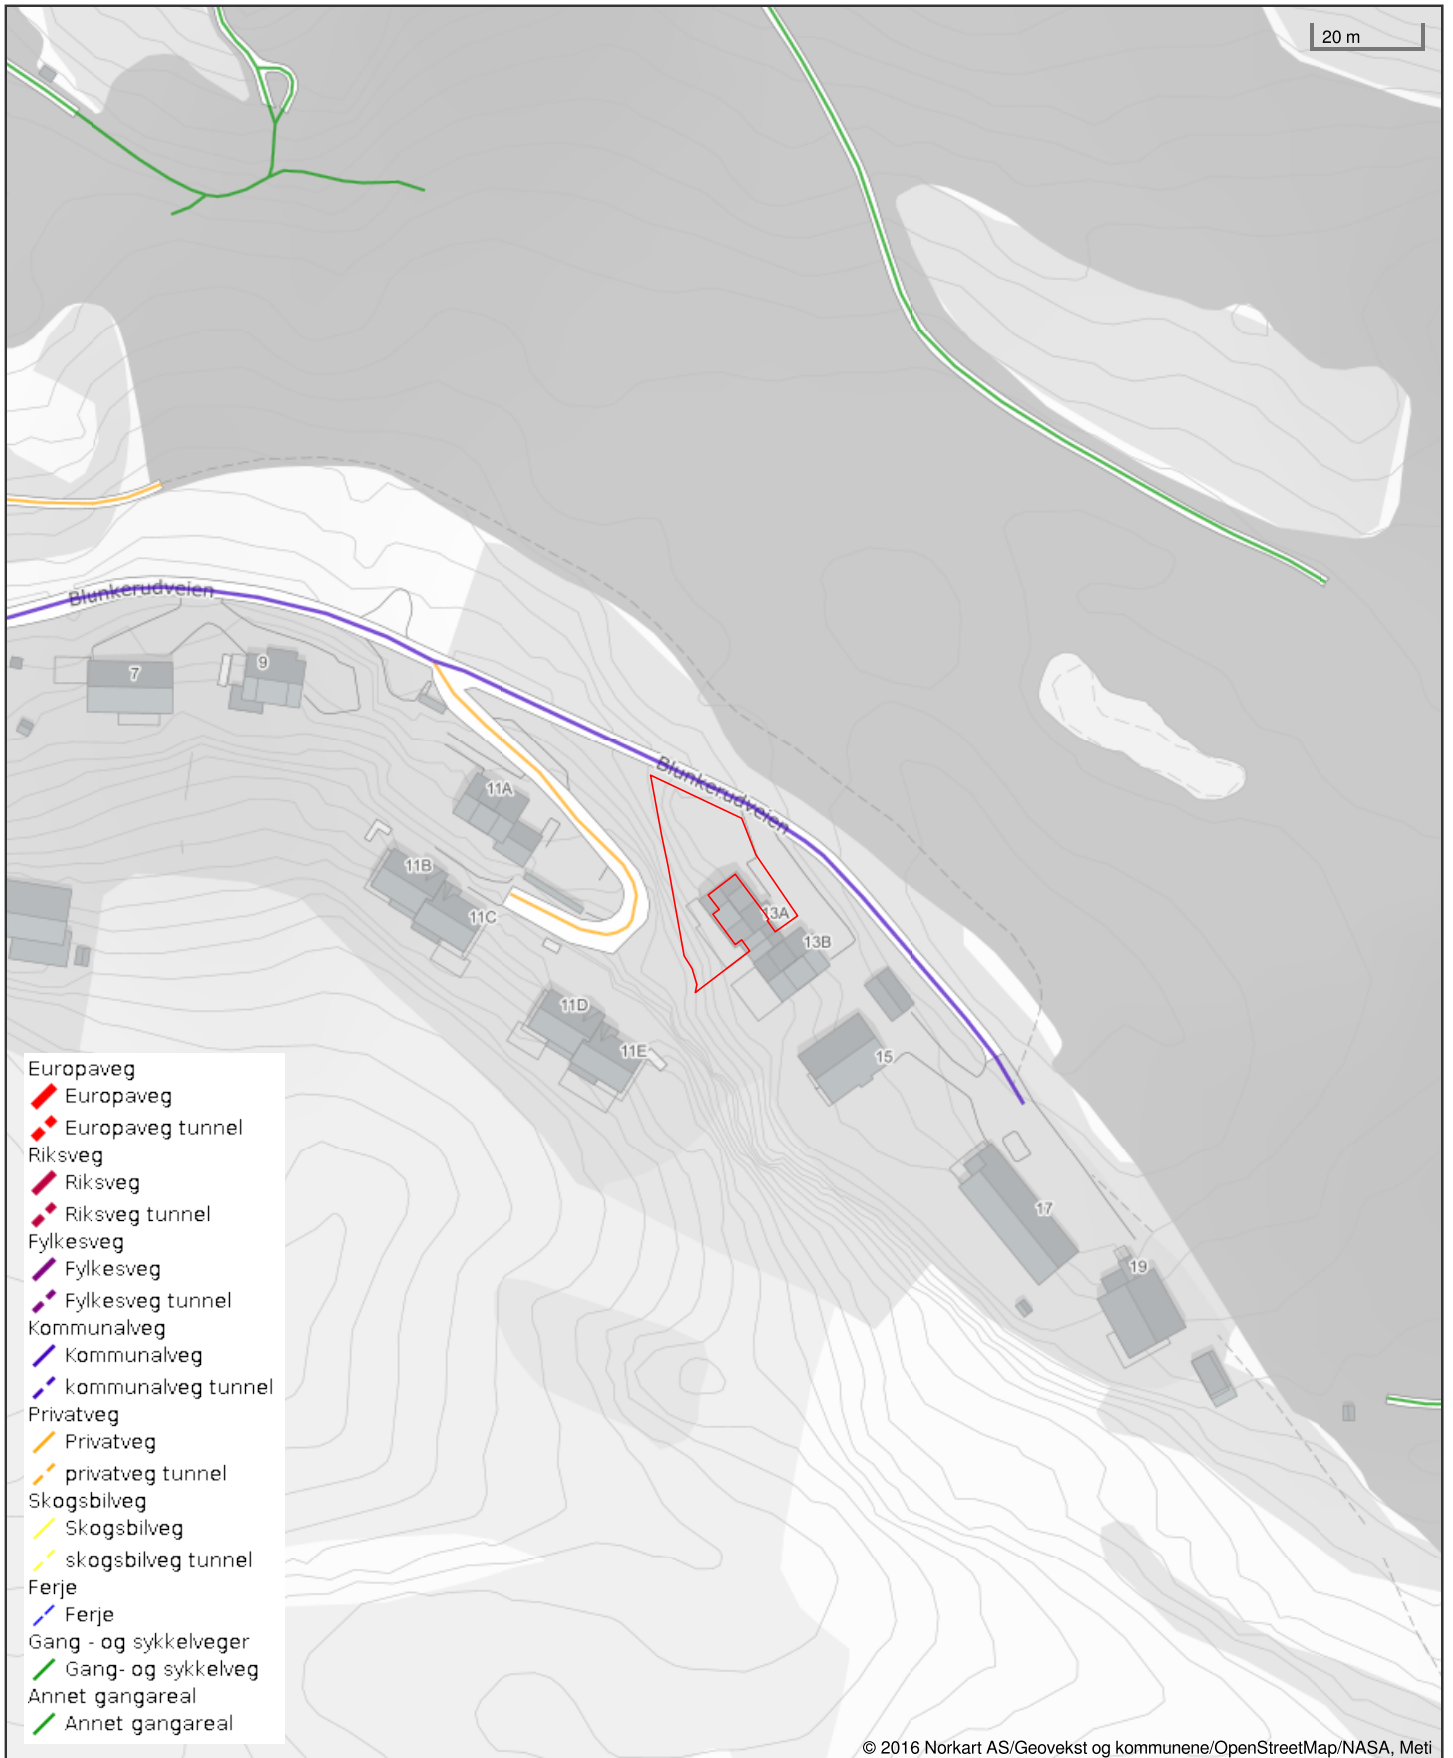 20 m
Blunkerudveien
7
9
Blunkerudveien
11A
11B
11C
13A
13B
11D
11E
15
17
19
Europaveg
Europaveg
Europaveg tunnel
Riksveg
Riksveg
Riksveg tunnel
Fylkesveg
Fylkesveg
Fylkesveg tunnel
Kommunalveg
Kommunalveg
kommunalveg tunnel
Privatveg
Privatveg
privatveg tunnel
Skogsbilveg
Skogsbilveg
skogsbilveg tunnel
Ferje
Ferje
Gang - og sykkelveger
Gang- og sykkelveg
Annet gangareal
Annet gangareal
© 2016 Norkart AS/Geovekst og kommunene/OpenStreetMap/NASA, Meti